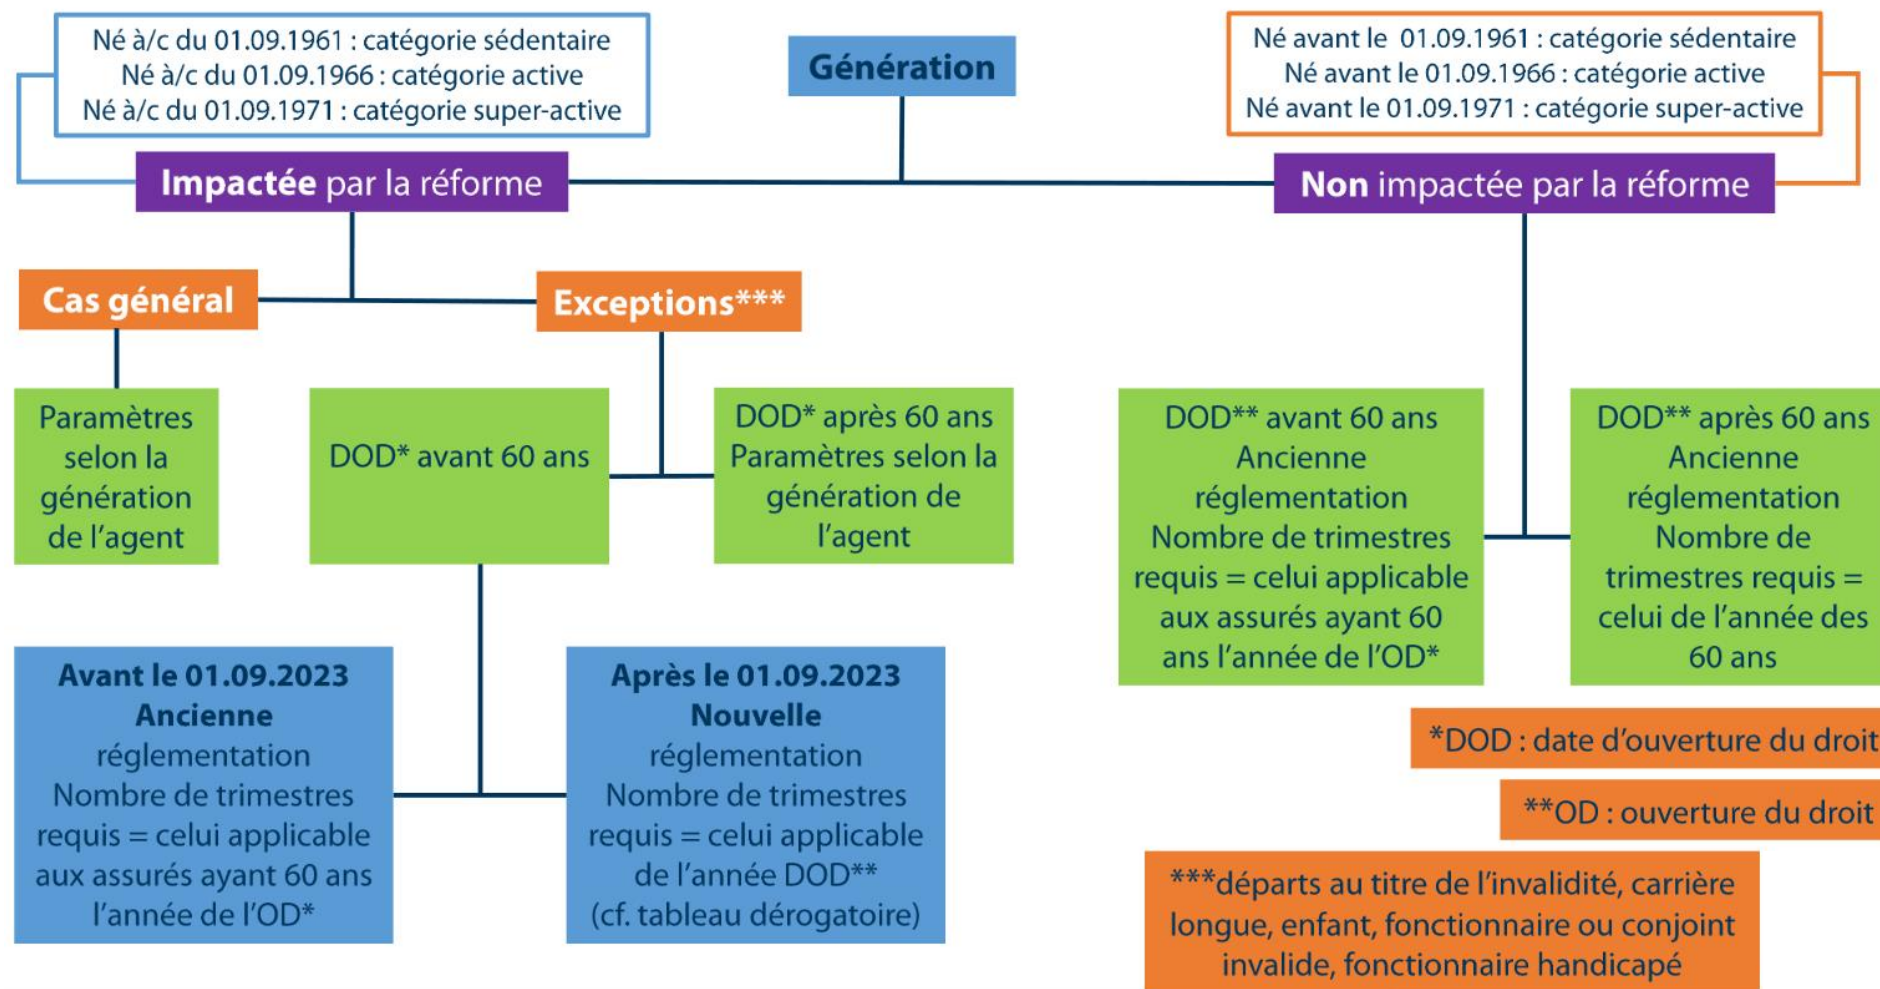 Né à/c du 01.09.1961 : catégorie sédentaire
Né à/c du 01.09.1966 : catégorie active
Né à/c du 01.09.1971 : catégorie super-active
Génération
Né avant le 01.09.1961 : catégorie sédentaire
Né avant le 01.09.1966 : catégorie active
Né avant le 01.09.1971 : catégorie super-active
Impactée par la réforme
Non impactée par la réforme
Cas général
Exceptions***
Paramètres
selon la
génération
de l'agent
DOD* avant 60 ans
DOD* après 60 ans
Paramètres selon la
génération de
l'agent
DOD** avant 60 ans
Ancienne
réglementation
Nombre de trimestres
requis = celui applicable
aux assurés ayant 60
ans l'année de l'OD*
DOD** après 60 ans
Ancienne
réglementation
Nombre de
trimestres requis =
celui de l'année des
60 ans
Avant le 01.09.2023
Ancienne
réglementation
Nombre de trimestres
requis = celui applicable
aux assurés ayant 60 ans
l'année de l'OD*
Après le 01.09.2023
Nouvelle
réglementation
Nombre de trimestres
requis = celui applicable
de l'année DOD**
(cf. tableau dérogatoire)
*DOD : date d'ouverture du droit
**OD : ouverture du droit
***départs au titre de l'invalidité, carrière
longue, enfant, fonctionnaire ou conjoint
invalide, fonctionnaire handicapé